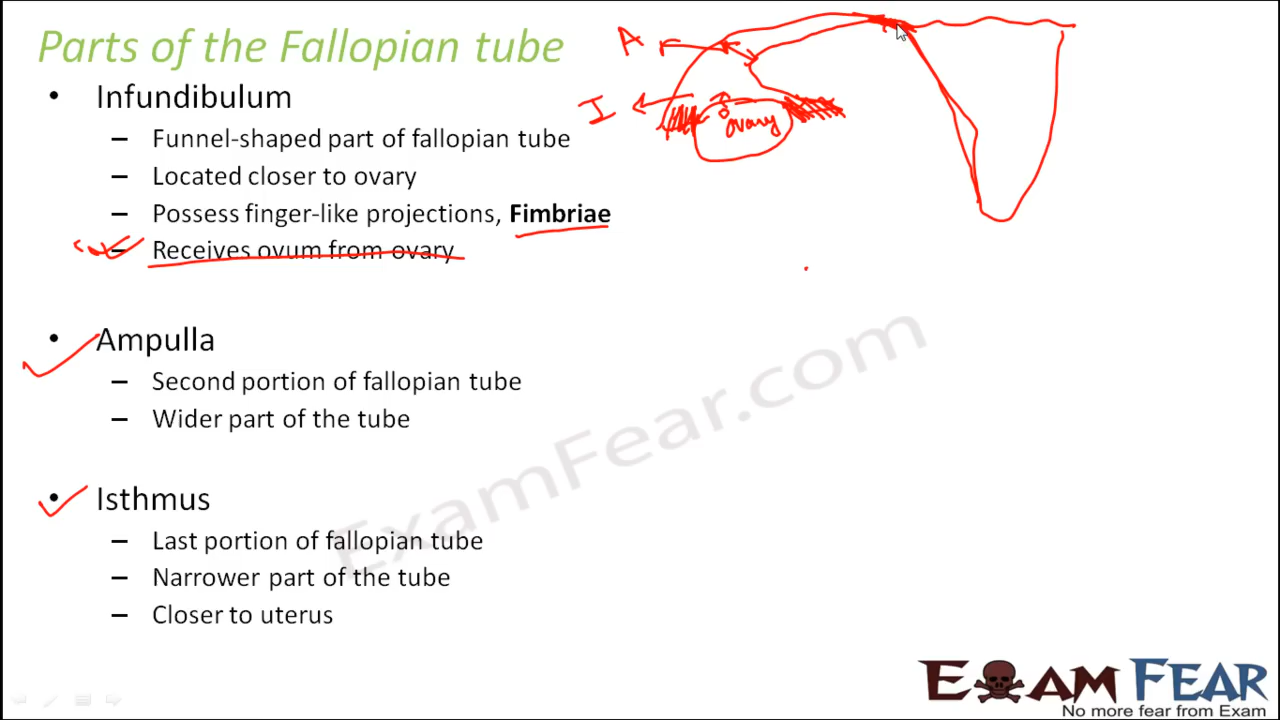 Parts of the Fallopian tube
• Infundibulum
– Funnel-shaped part of fallopian tube
– Located closer to ovary
– Possess finger-like projections, Fimbriae
– Receives ovum from ovary
• Ampulla
– Second portion of fallopian tube
– Wider part of the tube
• Isthmus
– Last portion of fallopian tube
– Narrower part of the tube
– Closer to uterus
A
I
ovary
ExamFear.com
EXAM FEAR
No more fear from Exam